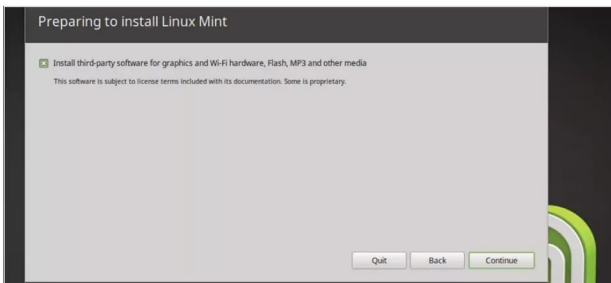 Preparing to install Linux Mint
Install third-party software for graphics and Wi-Fi hardware, Flash, MP3 and other media
This software is subject to license terms included with its documentation. Some is proprietary.
Quit Back Continue